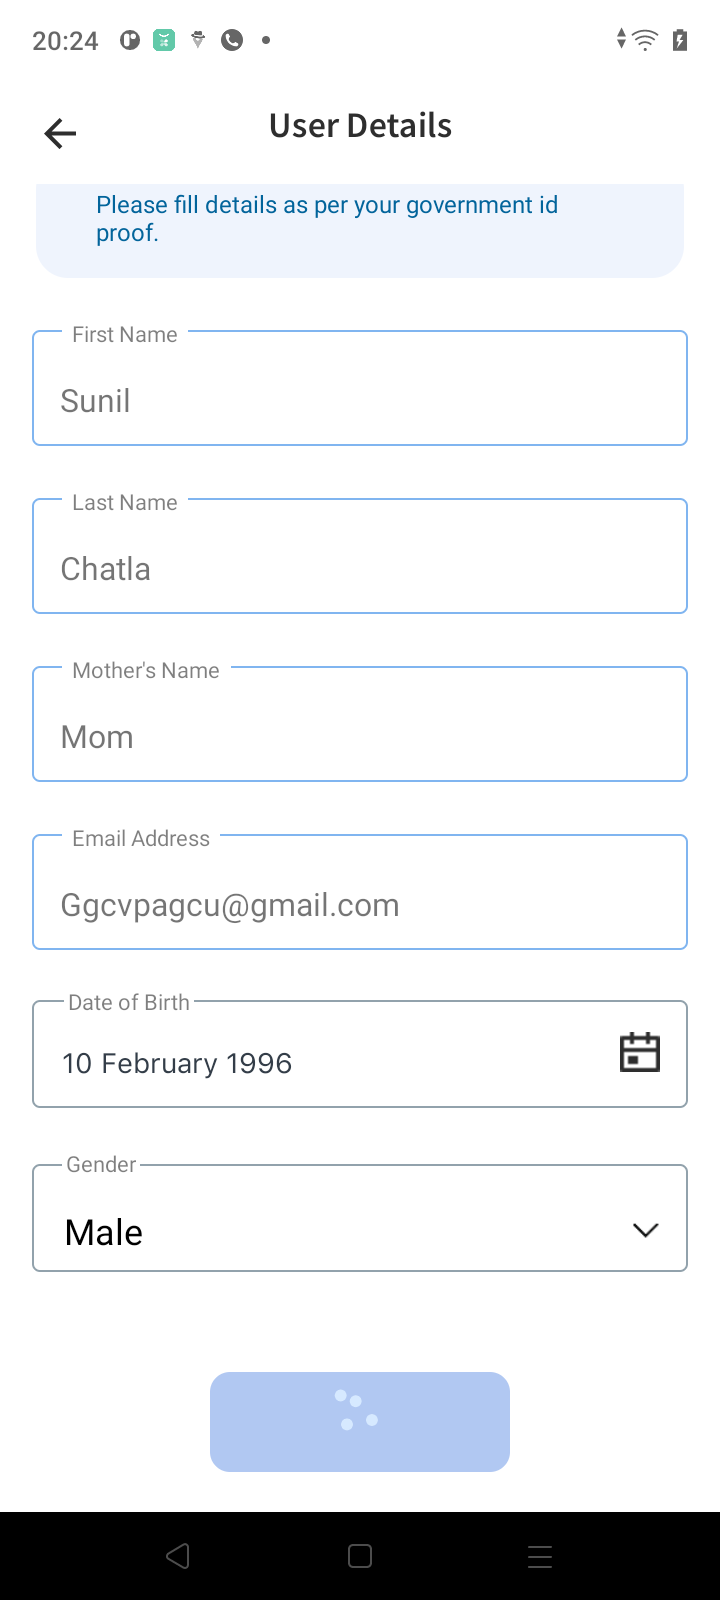 20:24
User Details
Please fill details as per your government id
proof.
First Name
Sunil
Last Name
Chatla
Mother's Name
Mom
Email Address
Ggcvpagcu@gmail.com
Date of Birth
10 February 1996
Gender
Male